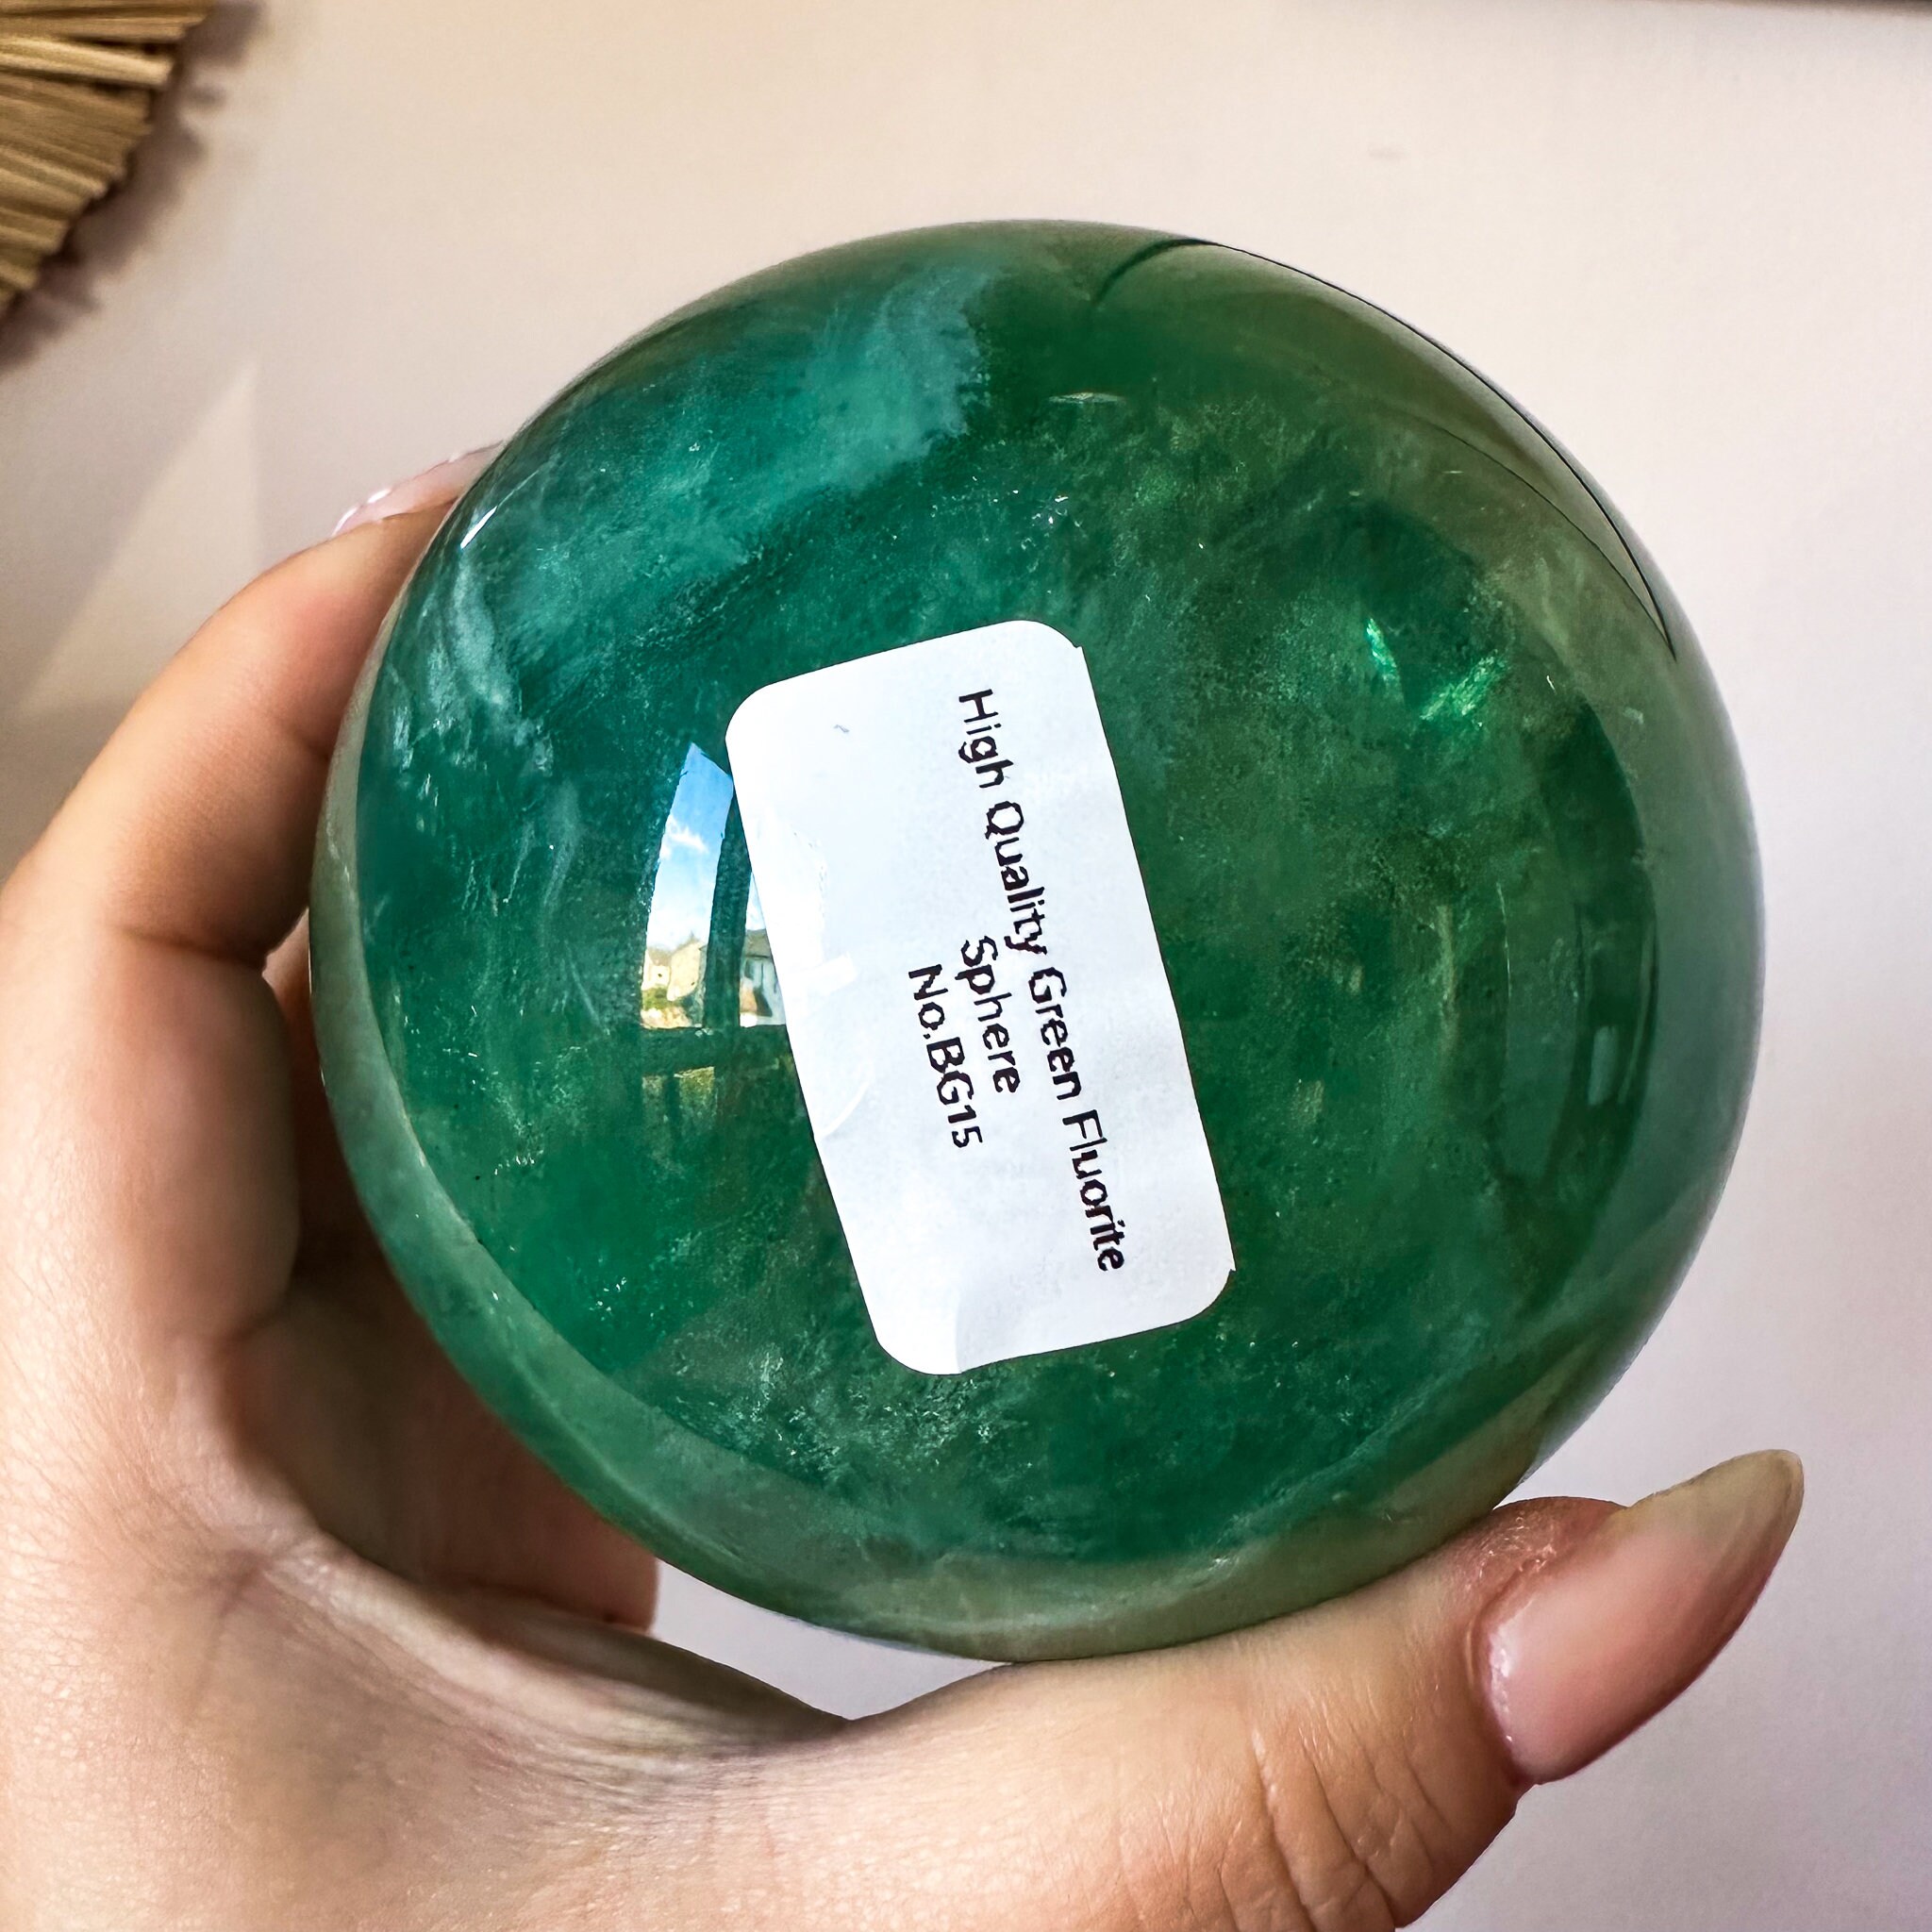 High Quality Green Fluorite
Sphere
No.BG15